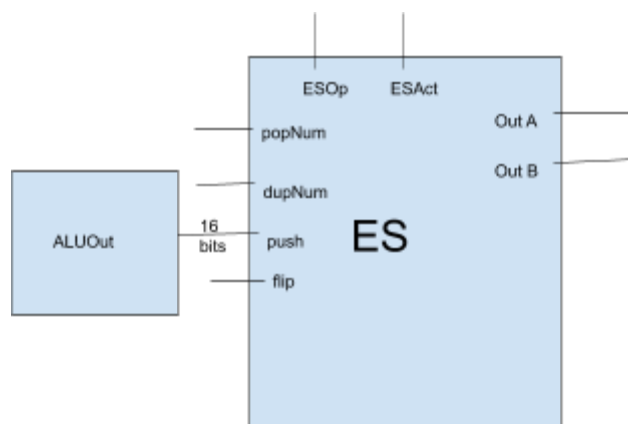 ESOp
ESAct
popNum
Out A
Out B
dupNum
ES
16
bits
push
ALUOut
flip